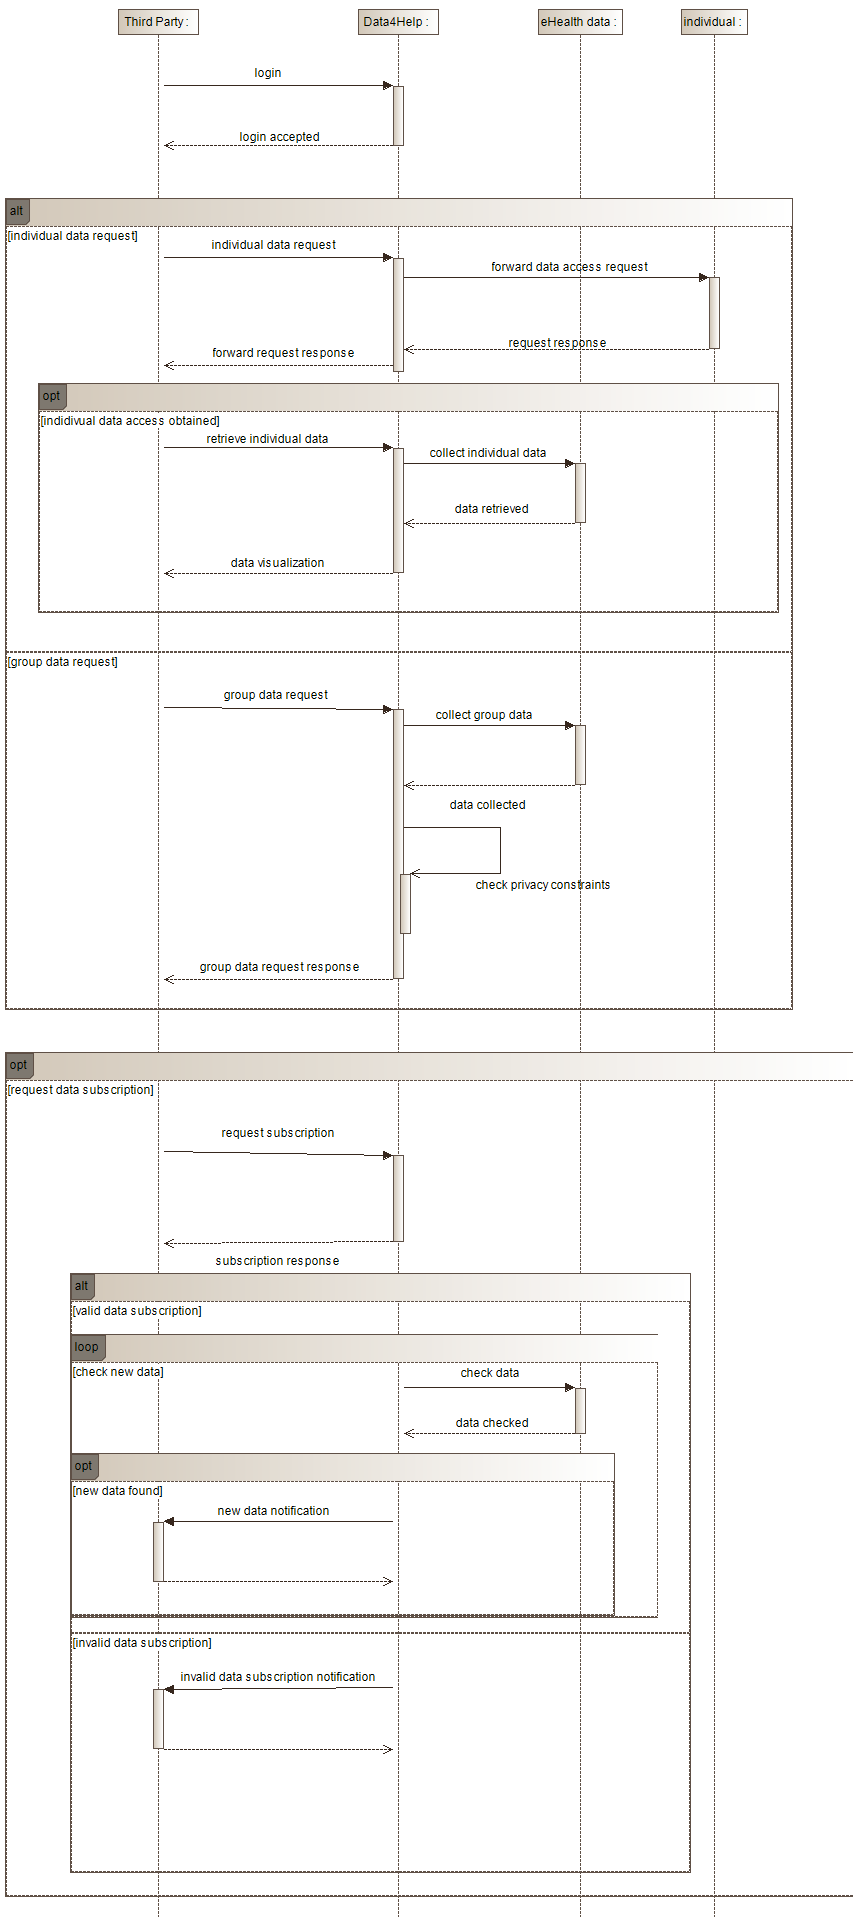 Third Party :
Data4Help :
eHealth data :
individual :
login
login accepted
alt
[individual data request]
individual data request
forward data access request
request response
forward request response
opt
[indidivual data access obtained]
retrieve individual data
collect individual data
data retrieved
data visualization
[group data request]
group data request
collect group data
data collected
check privacy constraints
group data request response
opt
[request data subscription]
request subscription
subscription response
alt
[valid data subscription]
loop
[check new data]
check data
data checked
opt
[new data found]
new data notification
[invalid data subscription]
invalid data subscription notification